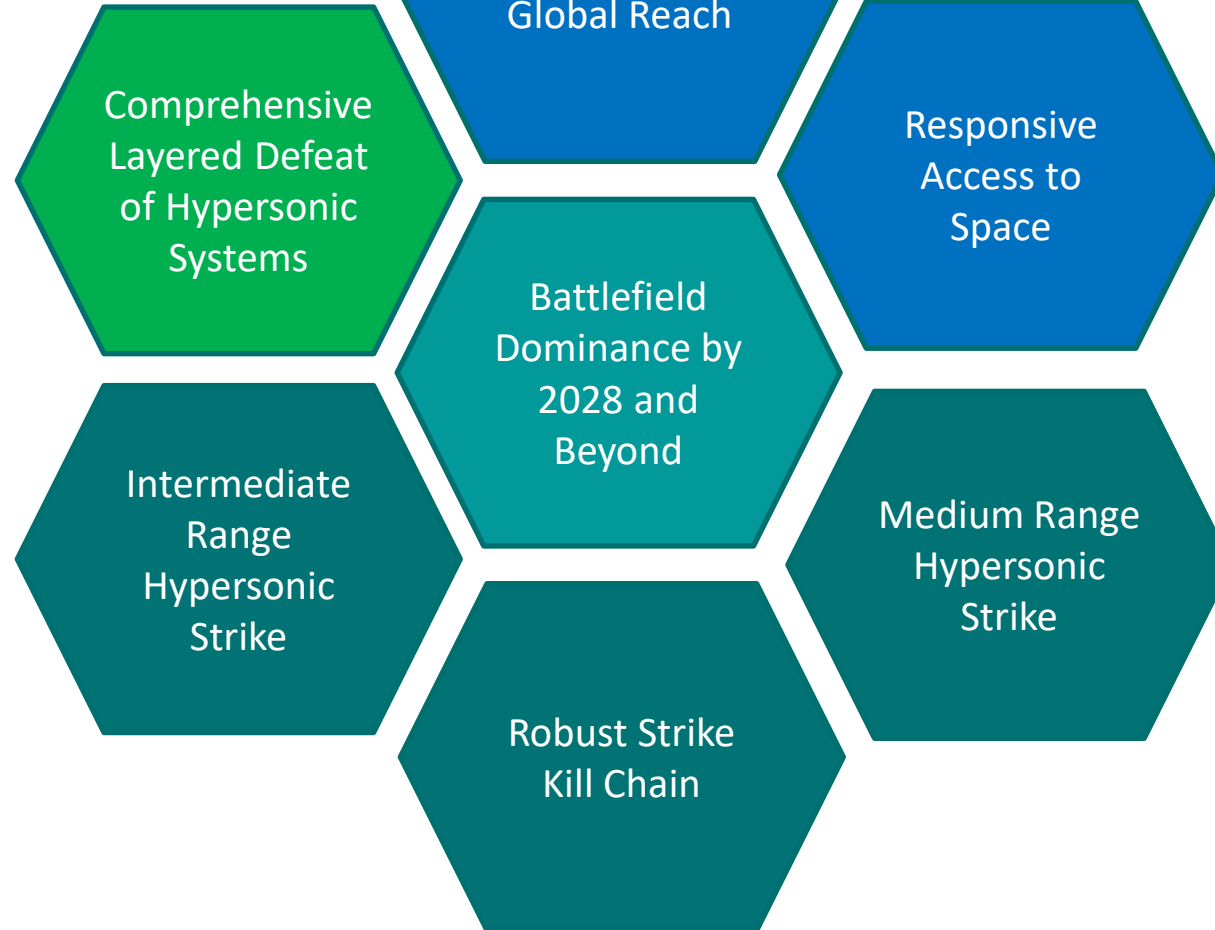 Global Reach
Comprehensive
Layered Defeat
of Hypersonic
Systems
Responsive
Access to
Space
Battlefield
Dominance by
2028 and
Beyond
Intermediate
Range
Hypersonic
Strike
Medium Range
Hypersonic
Strike
Robust Strike
Kill Chain